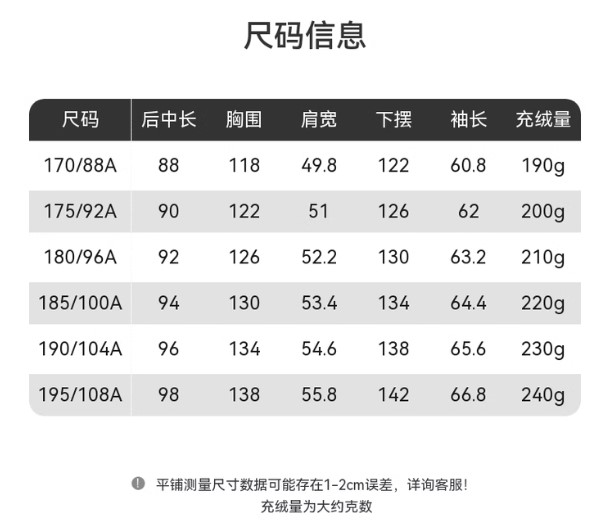 尺码信息
尺码 后中长 胸围 肩宽 下摆 袖长 充绒量
170/88A 88 118 49.8 122 60.8 190g
175/92A 90 122 51 126 62 200g
180/96A 92 126 52.2 130 63.2 210g
185/100A 94 130 53.4 134 64.4 220g
190/104A 96 134 54.6 138 65.6 230g
195/108A 98 138 55.8 142 66.8 240g
! 平铺测量尺寸数据可能存在1-2cm误差，详询客服！
充绒量为大约克数